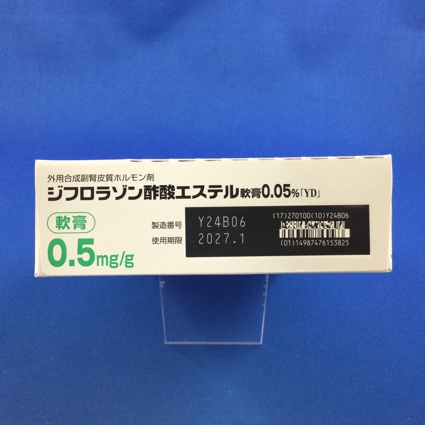 外用合成副腎皮質ホルモン剤
ジフロラゾン酢酸エステル軟膏0.05%「YD」
軟膏
0.5mg/g
製造番号 Y24B06
使用期限 2027.1
(17)270100(10)Y24B06
(01)14987476153825